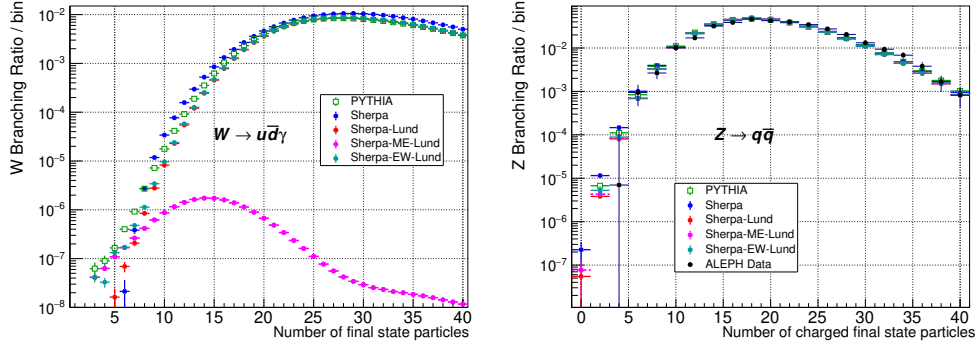 W Branching Ratio / bin
10⁻²
10⁻³
10⁻⁴
10⁻⁵
10⁻⁶
10⁻⁷
10⁻⁸
PYTHIA
Sherpa
Sherpa-Lund
Sherpa-ME-Lund
Sherpa-EW-Lund
W → ud̅γ
5 10 15 20 25 30 35 40
Number of final state particles
Z Branching Ratio / bin
10⁻²
10⁻³
10⁻⁴
10⁻⁵
10⁻⁶
10⁻⁷
Z → qq̅
PYTHIA
Sherpa
Sherpa-Lund
Sherpa-ME-Lund
Sherpa-EW-Lund
ALEPH Data
0 5 10 15 20 25 30 35 40
Number of charged final state particles